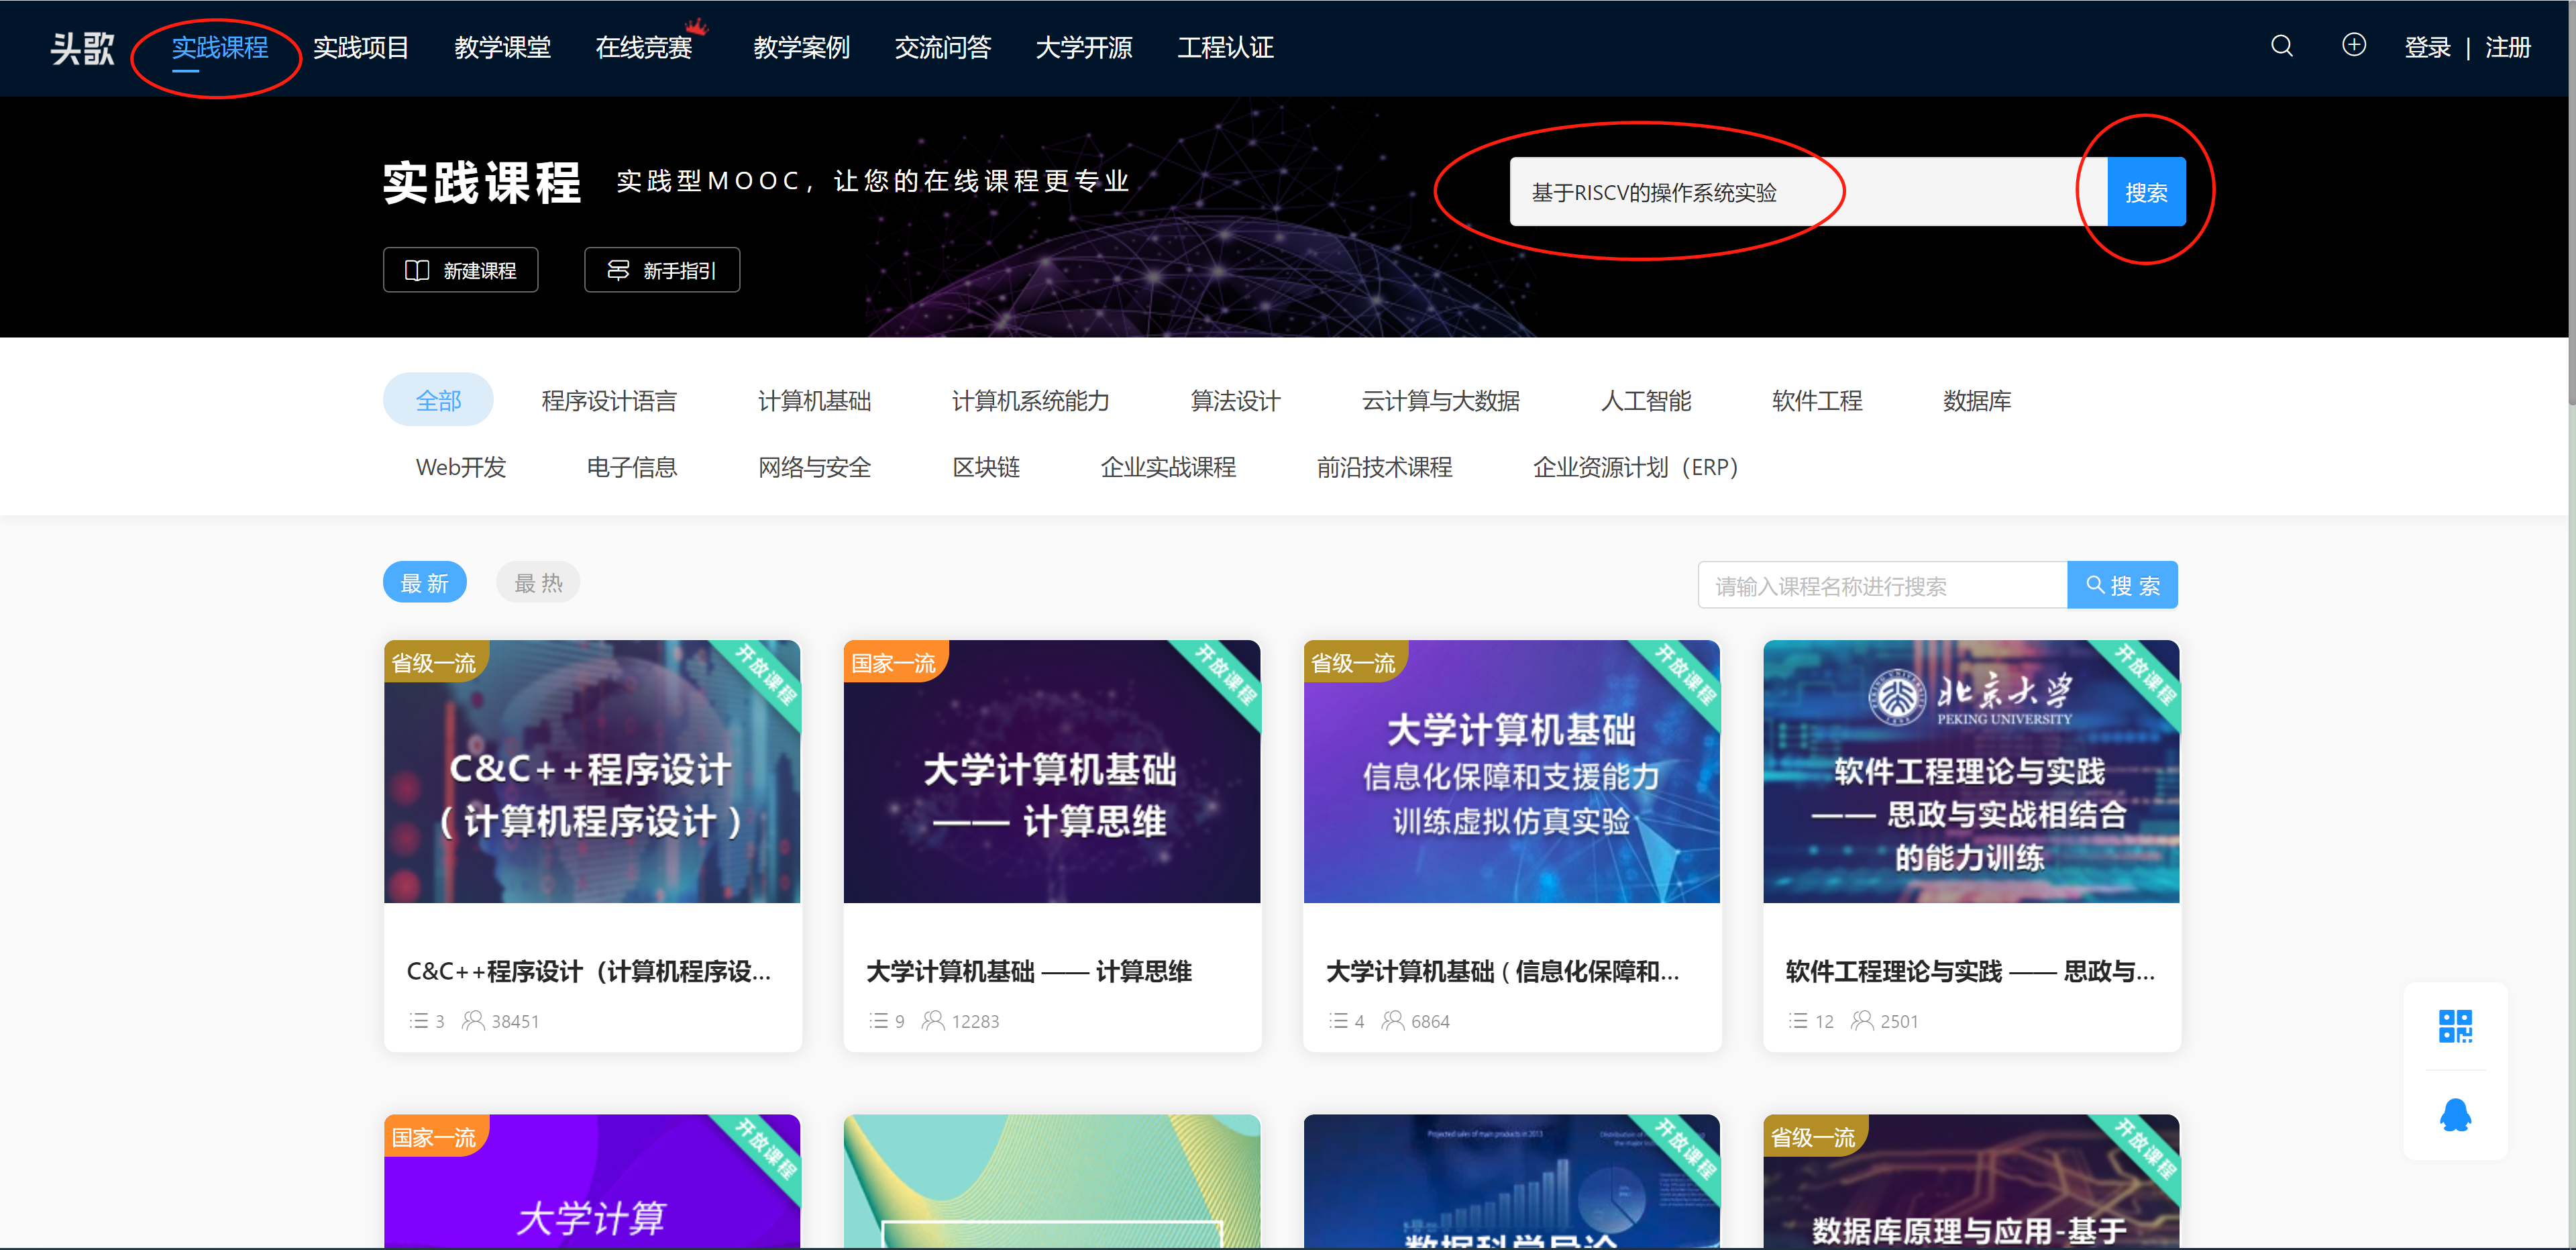 头歌 实践课程 实践项目 教学课堂 在线竞赛 教学案例 交流问答 大学开源 工程认证 登录 | 注册
实践课程 实践型MOOC，让您的在线课程更专业
基于RISCV的操作系统实验 搜索
新建课程 新手指引
全部 程序设计语言 计算机基础 计算机系统能力 算法设计 云计算与大数据 人工智能 软件工程 数据库
Web开发 电子信息 网络与安全 区块链 企业实战课程 前沿技术课程 企业资源计划（ERP）
最新 最热 请输入课程名称进行搜索 搜索
省级一流 开放课程
C&C++程序设计
（计算机程序设计）
C&C++程序设计（计算机程序设...
3 38451
国家一流 开放课程
大学计算机基础
—— 计算思维
大学计算机基础 —— 计算思维
9 12283
省级一流 开放课程
大学计算机基础
信息化保障和支援能力
训练虚拟仿真实验
大学计算机基础 ( 信息化保障和...
4 6864
开放课程
北京大学
PEKING UNIVERSITY
软件工程理论与实践
—— 思政与实战相结合
的能力训练
软件工程理论与实践 —— 思政与...
12 2501
国家一流 开放课程
大学计算
开放课程
Projected sales of main products in 2013
数据科学导论
省级一流 开放课程
数据库原理与应用-基于